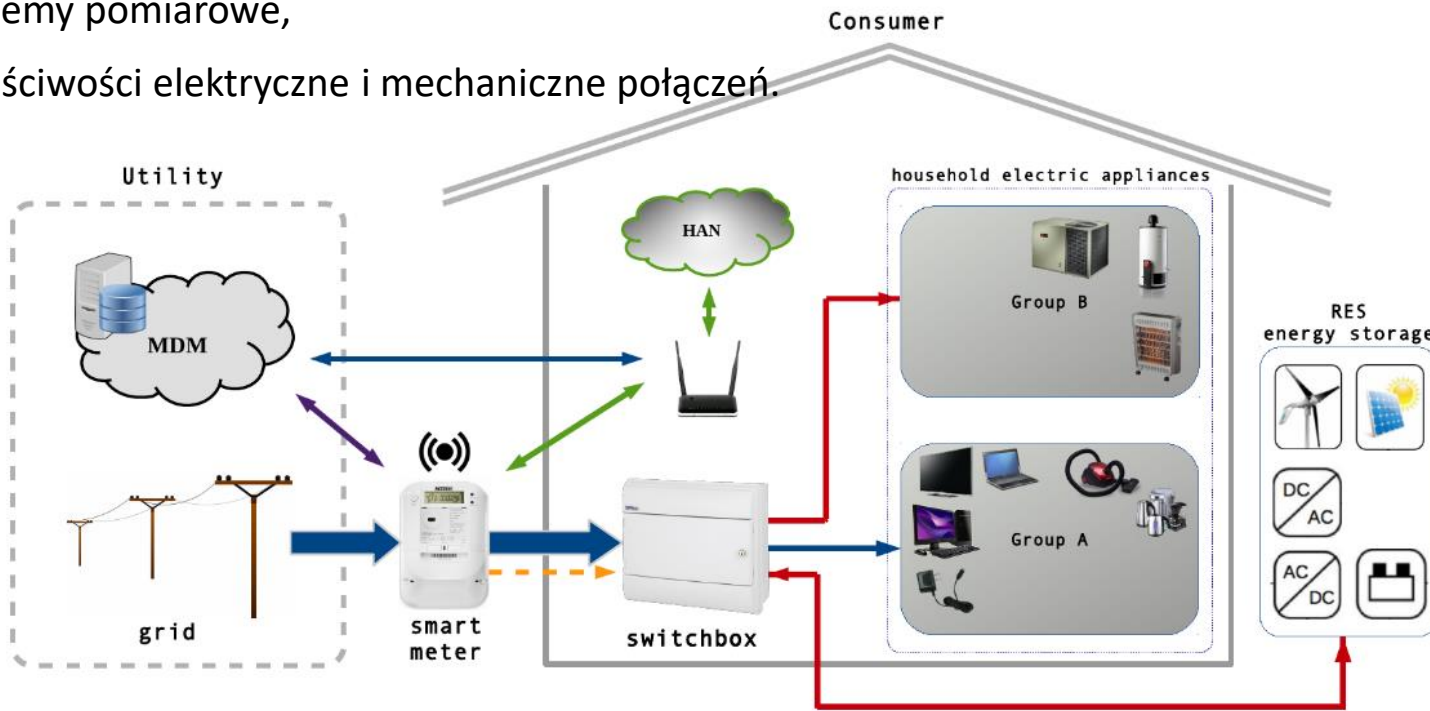 emy pomiarowe,
ściwości elektryczne i mechaniczne połączeń.
Consumer
Utility
household electric appliances
HAN
Group B
RES
energy storage
MDM
DC
AC
Group A
AC
DC
grid
smart
meter
switchbox